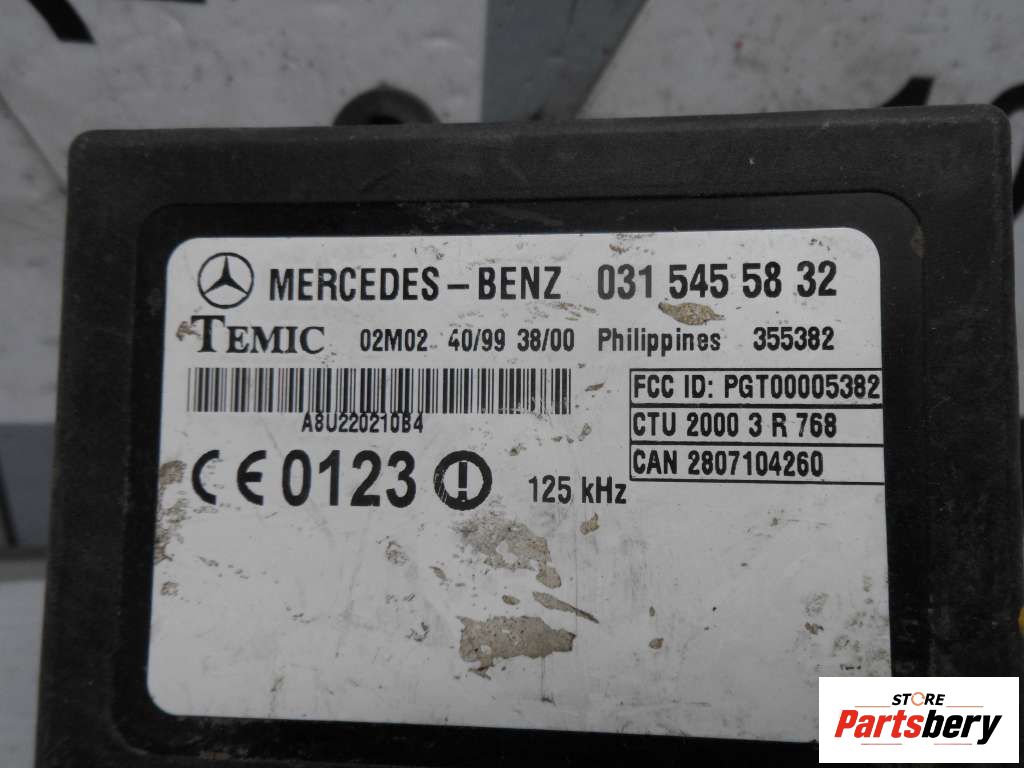 MERCEDES-BENZ 031 545 58 32
TEMIC 02M02 40/99 38/00 Philippines 355382
FCC ID: PGT00005382
CTU 2000 3 R 768
CAN 2807104260
A8U220210B4
CE 0123 125 kHz
STORE
Partsbery